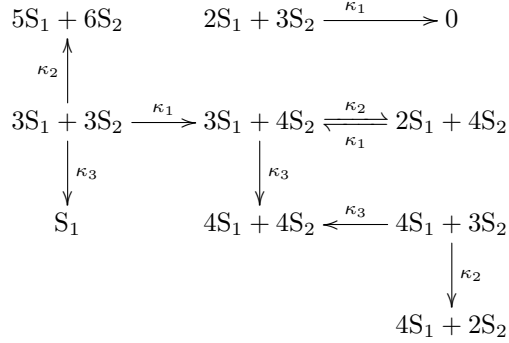 5S₁ + 6S₂ 2S₁ + 3S₂ κ₁ 0
κ₂
3S₁ + 3S₂ κ₁ 3S₁ + 4S₂ κ₂ κ₁ 2S₁ + 4S₂
κ₃ κ₃
S₁ 4S₁ + 4S₂ κ₃ 4S₁ + 3S₂
κ₂
4S₁ + 2S₂